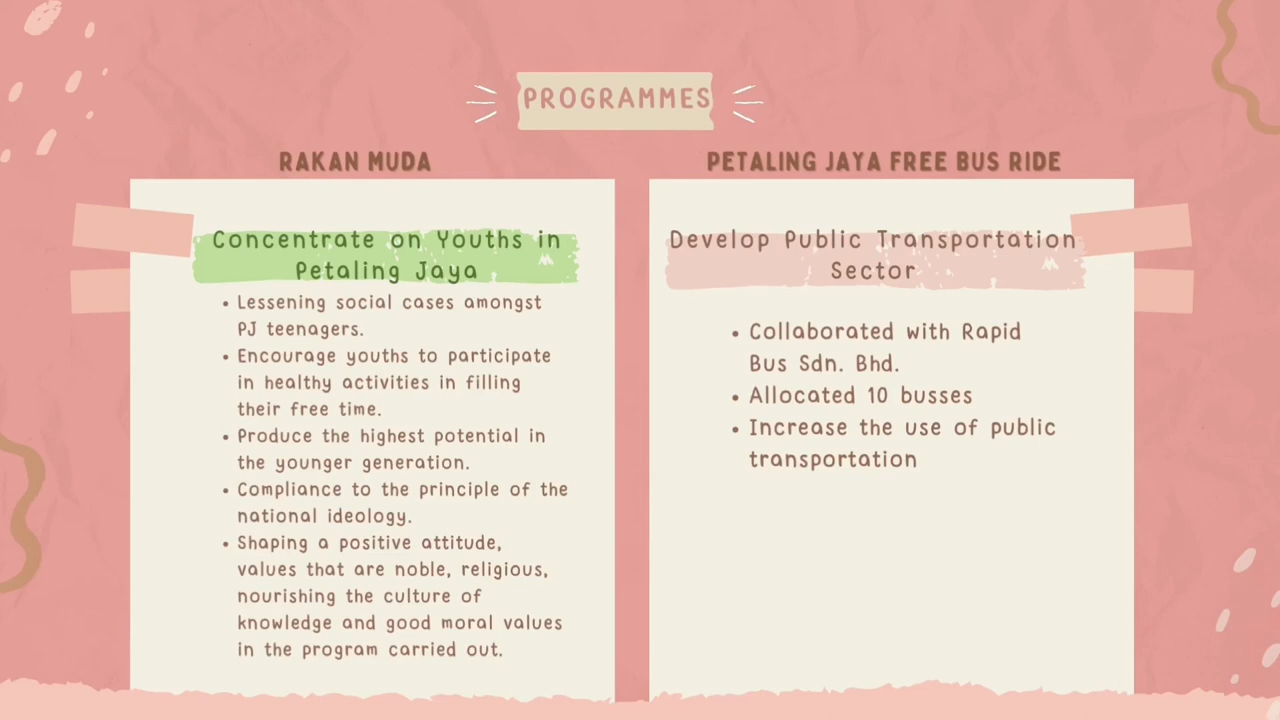 PROGRAMMES
RAKAN MUDA
Concentrate on Youths in
Petaling Jaya
• Lessening social cases amongst
PJ teenagers.
• Encourage youths to participate
in healthy activities in filling
their free time.
• Produce the highest potential in
the younger generation.
• Compliance to the principle of the
national ideology.
• Shaping a positive attitude,
values that are noble, religious,
nourishing the culture of
knowledge and good moral values
in the program carried out.
PETALING JAYA FREE BUS RIDE
Develop Public Transportation
Sector
• Collaborated with Rapid
Bus Sdn. Bhd.
• Allocated 10 busses
• Increase the use of public
transportation